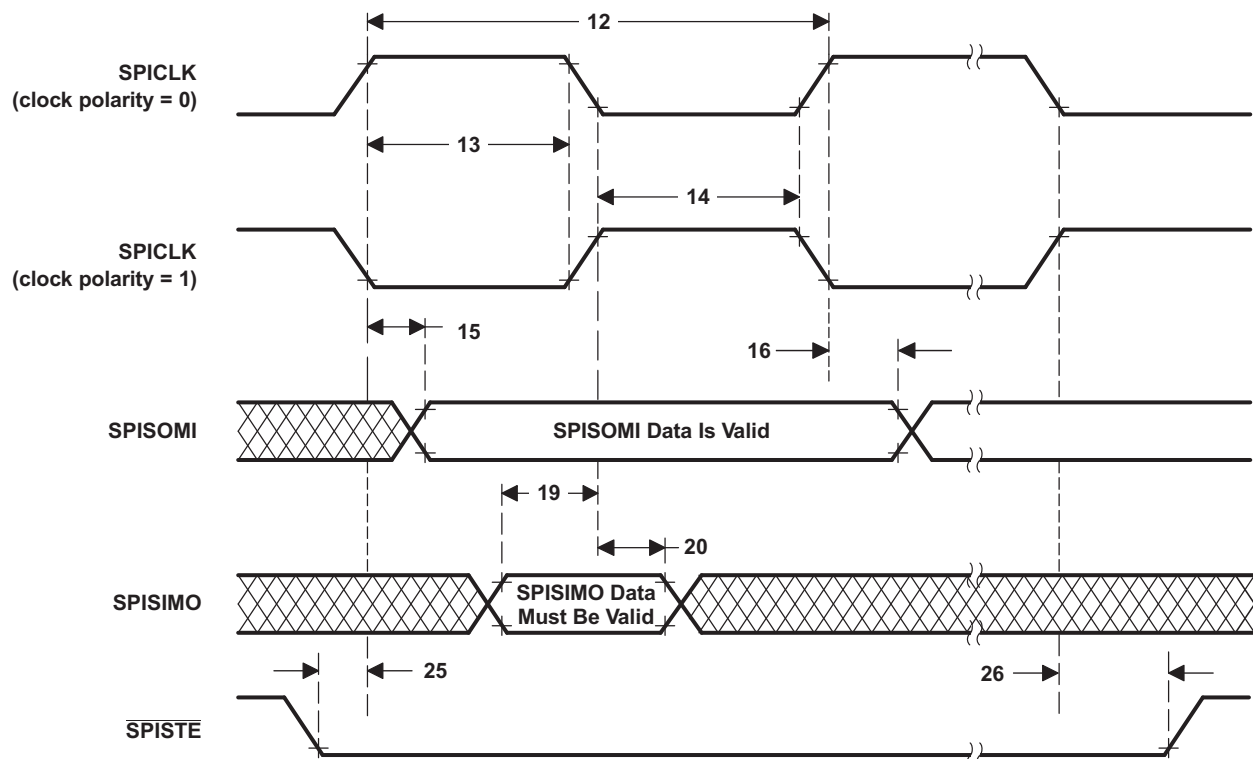 12
SPICLK
(clock polarity = 0)
13
14
SPICLK
(clock polarity = 1)
15
16
SPISOMI
SPISOMI Data Is Valid
19
20
SPISIMO
SPISIMO Data
Must Be Valid
25
26
SPISTE